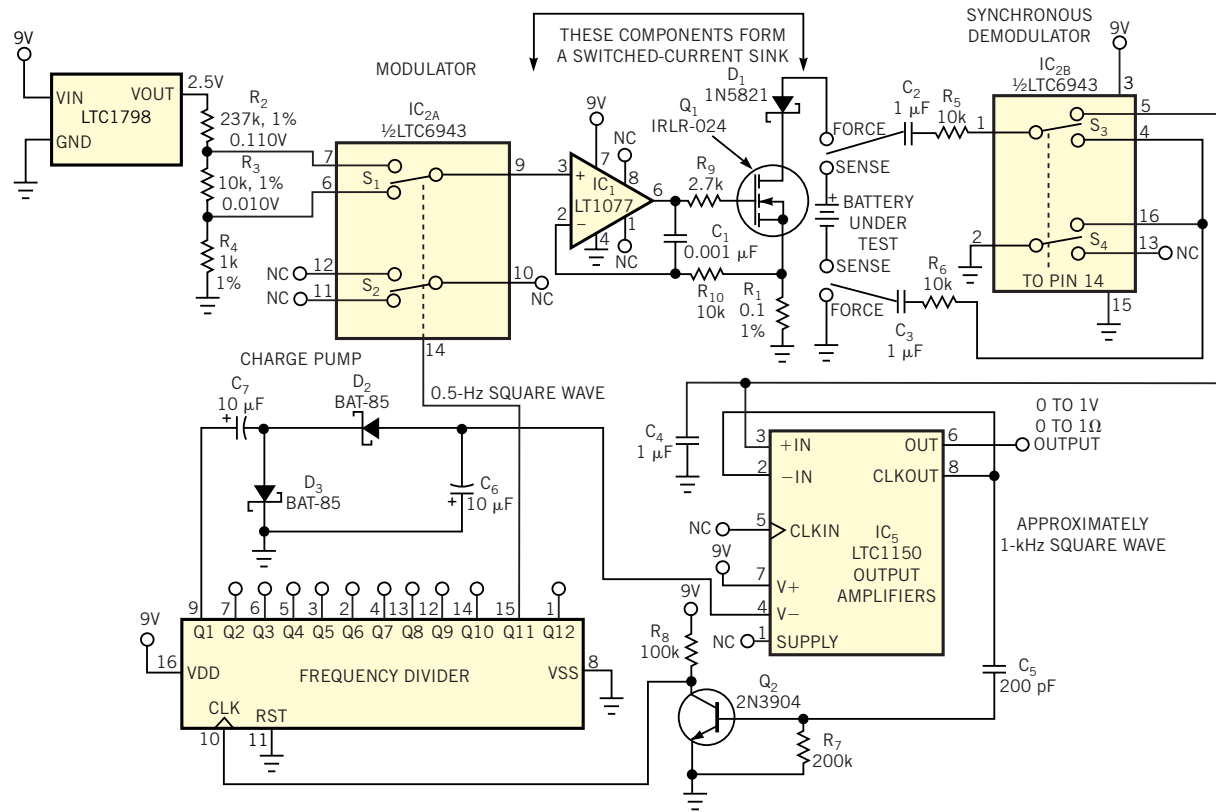 9V
VIN
VOUT
LTC1798
GND
2.5V
R2
237k, 1%
0.110V
R3
10k, 1%
0.010V
R4
1k
1%
MODULATOR
IC2A
½LTC6943
7
6
S1
9
NC
12
NC
11
S2
10
NC
14
THESE COMPONENTS FORM
A SWITCHED-CURRENT SINK
9V
NC
3
+
7
8
IC1
LT1077
6
2
−
4
1
NC
R9
2.7k
C1
0.001 µF
R10
10k
R1
0.1
1%
D1
1N5821
Q1
IRLR-024
FORCE
SENSE
+
BATTERY
UNDER
TEST
SENSE
FORCE
C2
1 µF
R5
10k
R6
10k
C3
1 µF
SYNCHRONOUS
DEMODULATOR
9V
IC2B
½LTC6943
3
1
S3
5
4
16
2
S4
13
NC
TO PIN 14
15
CHARGE PUMP
C7
10 µF
+
D2
BAT-85
0.5-Hz SQUARE WAVE
D3
BAT-85
C6
+
10 µF
C4
1 µF
3
+IN
OUT
6
0 TO 1V
0 TO 1Ω
OUTPUT
2
−IN
CLKOUT
8
NC
5
CLKIN
IC5
LTC1150
OUTPUT
AMPLIFIERS
9V
7
V+
4
V−
NC
1
SUPPLY
APPROXIMATELY
1-kHz SQUARE WAVE
9V
R8
100k
Q2
2N3904
C5
200 pF
R7
200k
9V
9 7 6 5 3 2 4 13 12 14 15 1
Q1 Q2 Q3 Q4 Q5 Q6 Q7 Q8 Q9 Q10 Q11 Q12
16
VDD
FREQUENCY DIVIDER
VSS
8
CLK
RST
10
11